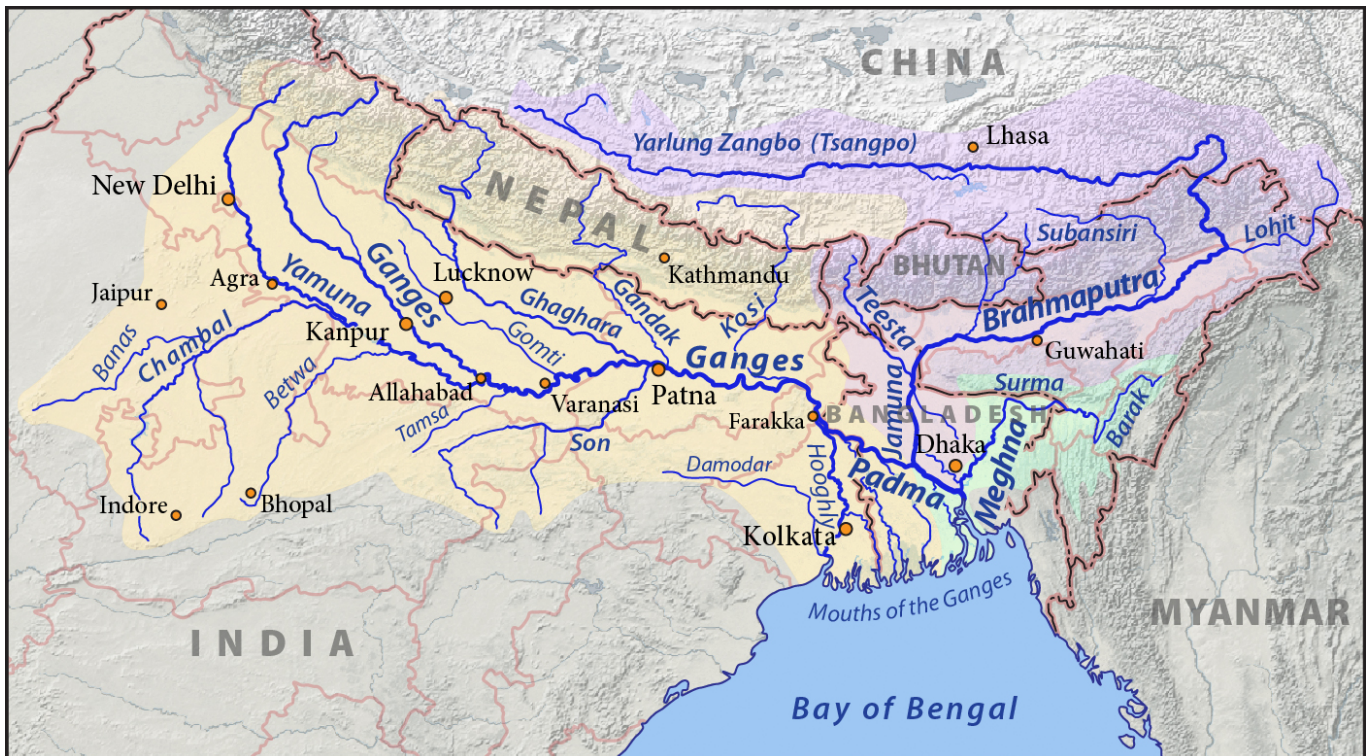 CHINA
Yarlung Zangbo (Tsangpo)
Lhasa
New Delhi
NEPAL
Subansiri
Lohit
BHUTAN
Kathmandu
Agra
Yamuna
Ganges
Lucknow
Jaipur
Ghaghara
Gandak
Kosi
Teesta
Brahmaputra
Banas
Chambal
Kanpur
Gomti
Guwahati
Ganges
Betwa
Allahabad
Varanasi
Patna
Jamuna
Surma
Tamsa
Farakka
BANGLADESH
Barak
Son
Dhaka
Damodar
Hooghly
Padma
Meghna
Indore
Bhopal
Kolkata
Mouths of the Ganges
MYANMAR
INDIA
Bay of Bengal